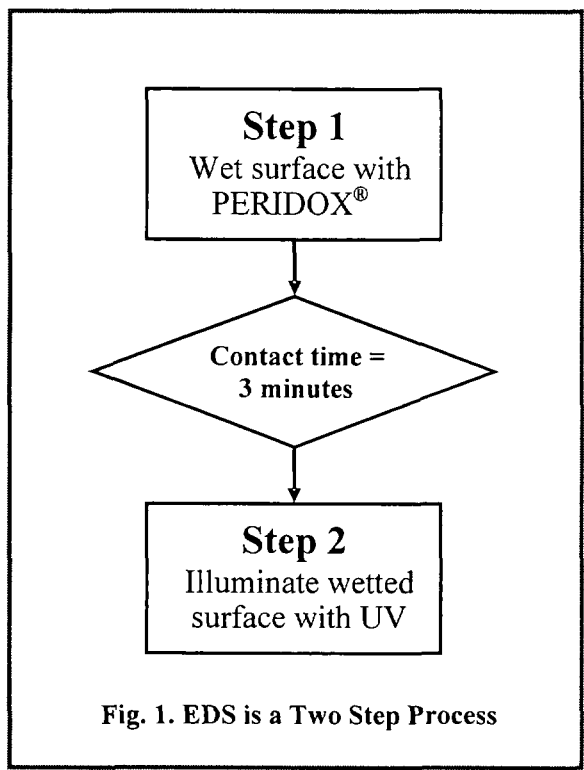 Step 1
Wet surface with
PERIDOX®
Contact time =
3 minutes
Step 2
Illuminate wetted
surface with UV
Fig. 1. EDS is a Two Step Process